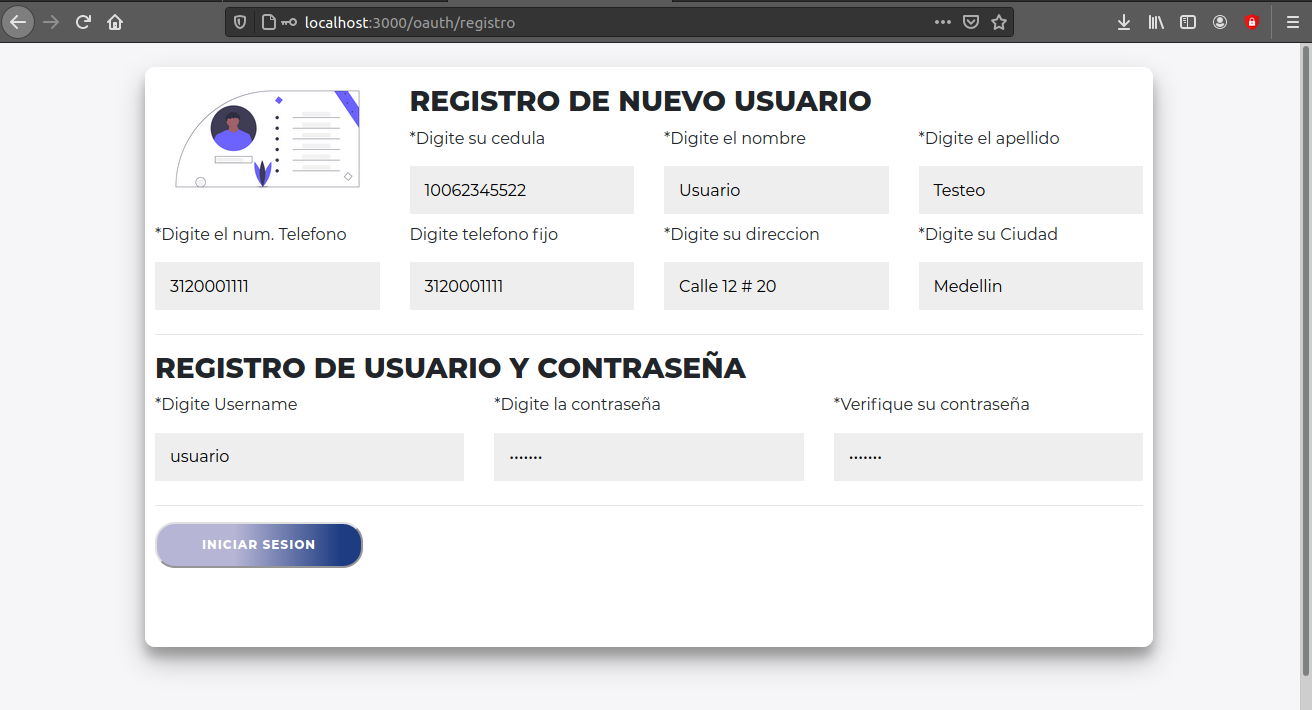 localhost:3000/oauth/registro
REGISTRO DE NUEVO USUARIO
*Digite su cedula *Digite el nombre *Digite el apellido
10062345522 Usuario Testeo
*Digite el num. Telefono Digite telefono fijo *Digite su direccion *Digite su Ciudad
3120001111 3120001111 Calle 12 # 20 Medellin
REGISTRO DE USUARIO Y CONTRASEÑA
*Digite Username *Digite la contraseña *Verifique su contraseña
usuario ••••••• •••••••
INICIAR SESION